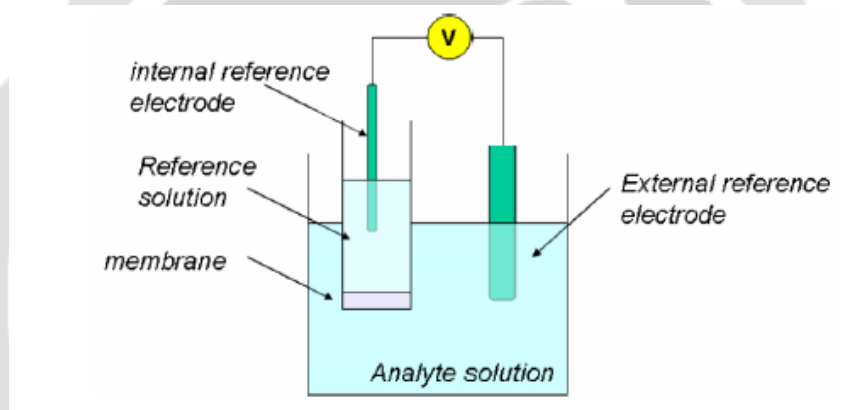 V
internal reference
electrode
Reference
solution
External reference
electrode
membrane
Analyte solution